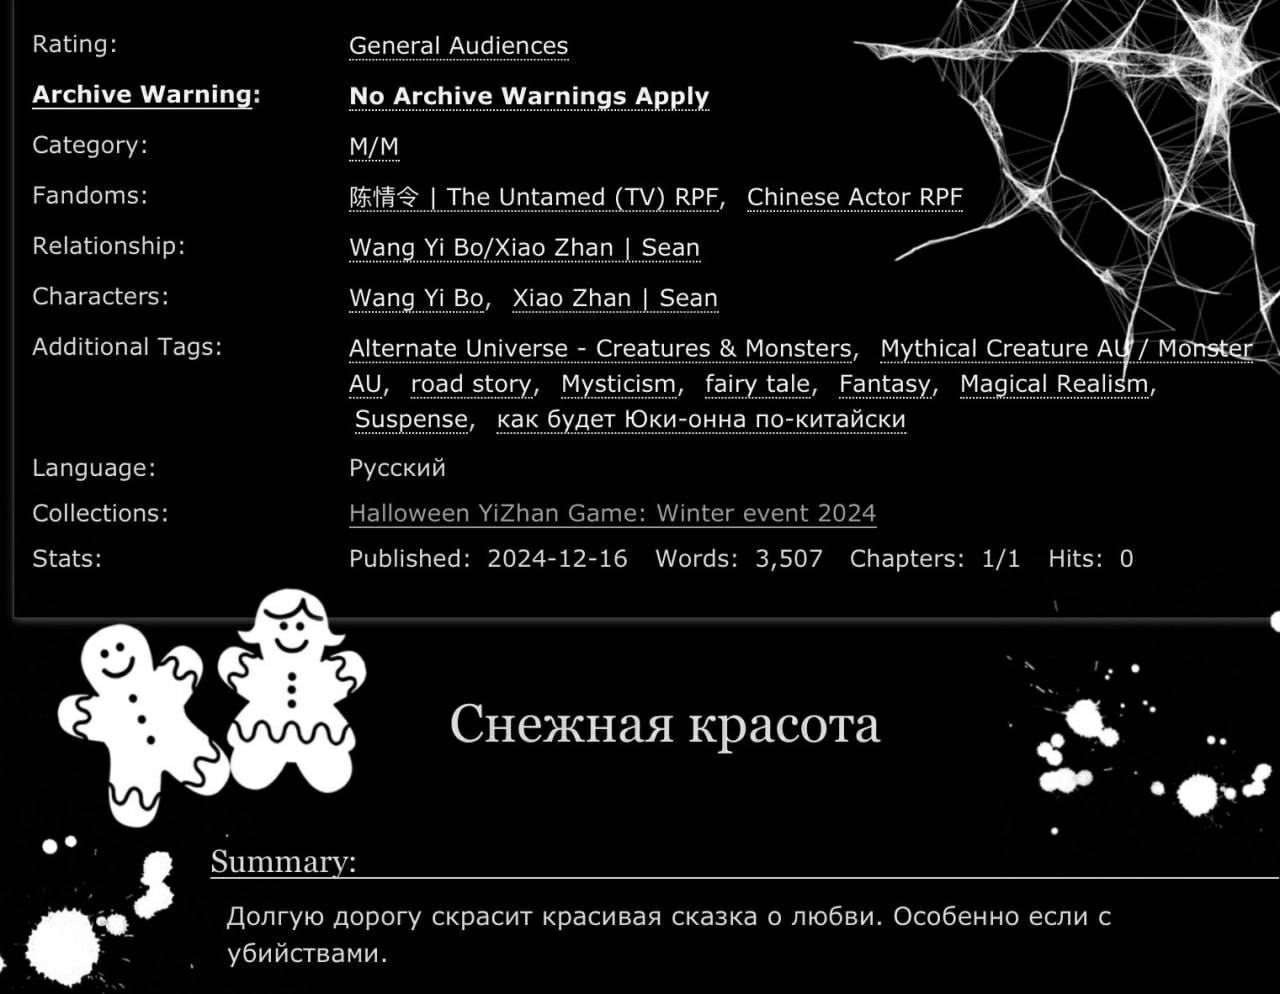 Rating: General Audiences
Archive Warning: No Archive Warnings Apply
Category: M/M
Fandoms: 陈情令 | The Untamed (TV) RPF, Chinese Actor RPF
Relationship: Wang Yi Bo/Xiao Zhan | Sean
Characters: Wang Yi Bo, Xiao Zhan | Sean
Additional Tags: Alternate Universe - Creatures & Monsters, Mythical Creature AU / Monster
AU, road story, Mysticism, fairy tale, Fantasy, Magical Realism,
Suspense, как будет Юки-онна по-китайски
Language: Русский
Collections: Halloween YiZhan Game: Winter event 2024
Stats: Published: 2024-12-16 Words: 3,507 Chapters: 1/1 Hits: 0
Снежная красота
Summary:
Долгую дорогу скрасит красивая сказка о любви. Особенно если с
убийствами.